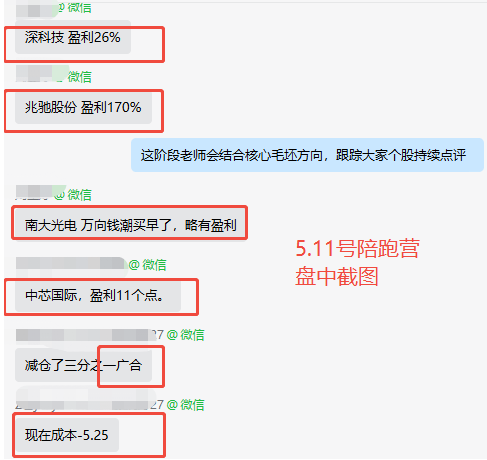 @微信
深科技 盈利26%
@微信
兆驰股份 盈利170%
这阶段老师会结合核心毛坯方向，跟踪大家个股持续点评
@微信
南大光电 万向钱潮买早了，略有盈利
5.11号陪跑营
盘中截图
@微信
中芯国际，盈利11个点。
27 @微信
减仓了三分之一广合
27 @微信
现在成本-5.25